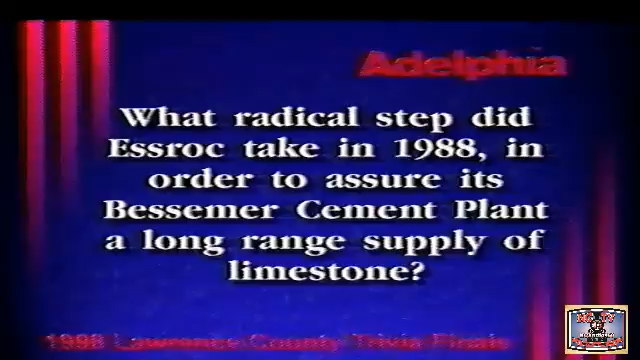 Adelphia
What radical step did
Essroc take in 1988, in
order to assure its
Bessemer Cement Plant
a long range supply of
limestone?
1998 Lawrence County Trivia Finals